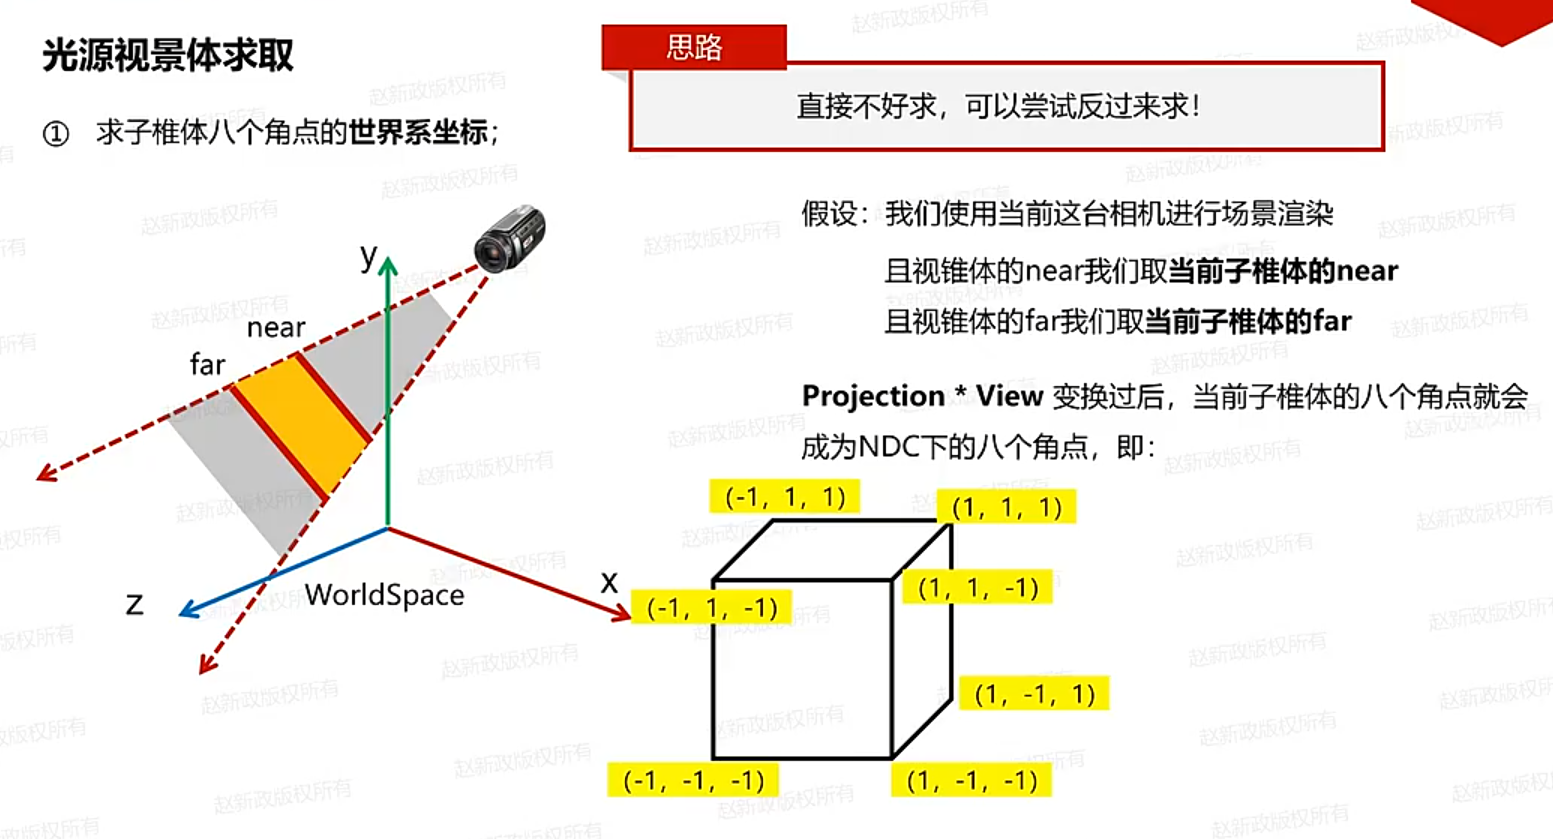 光源视景体求取
思路
直接不好求，可以尝试反过来求！
① 求子椎体八个角点的世界系坐标；
假设：我们使用当前这台相机进行场景渲染
且视锥体的near我们取当前子椎体的near
且视锥体的far我们取当前子椎体的far
Projection * View 变换过后，当前子椎体的八个角点就会
成为NDC下的八个角点，即：
y
near
far
z
WorldSpace
x
(-1, 1, 1)
(1, 1, 1)
(1, 1, -1)
(-1, 1, -1)
(1, -1, 1)
(-1, -1, -1)
(1, -1, -1)
赵新政版权所有